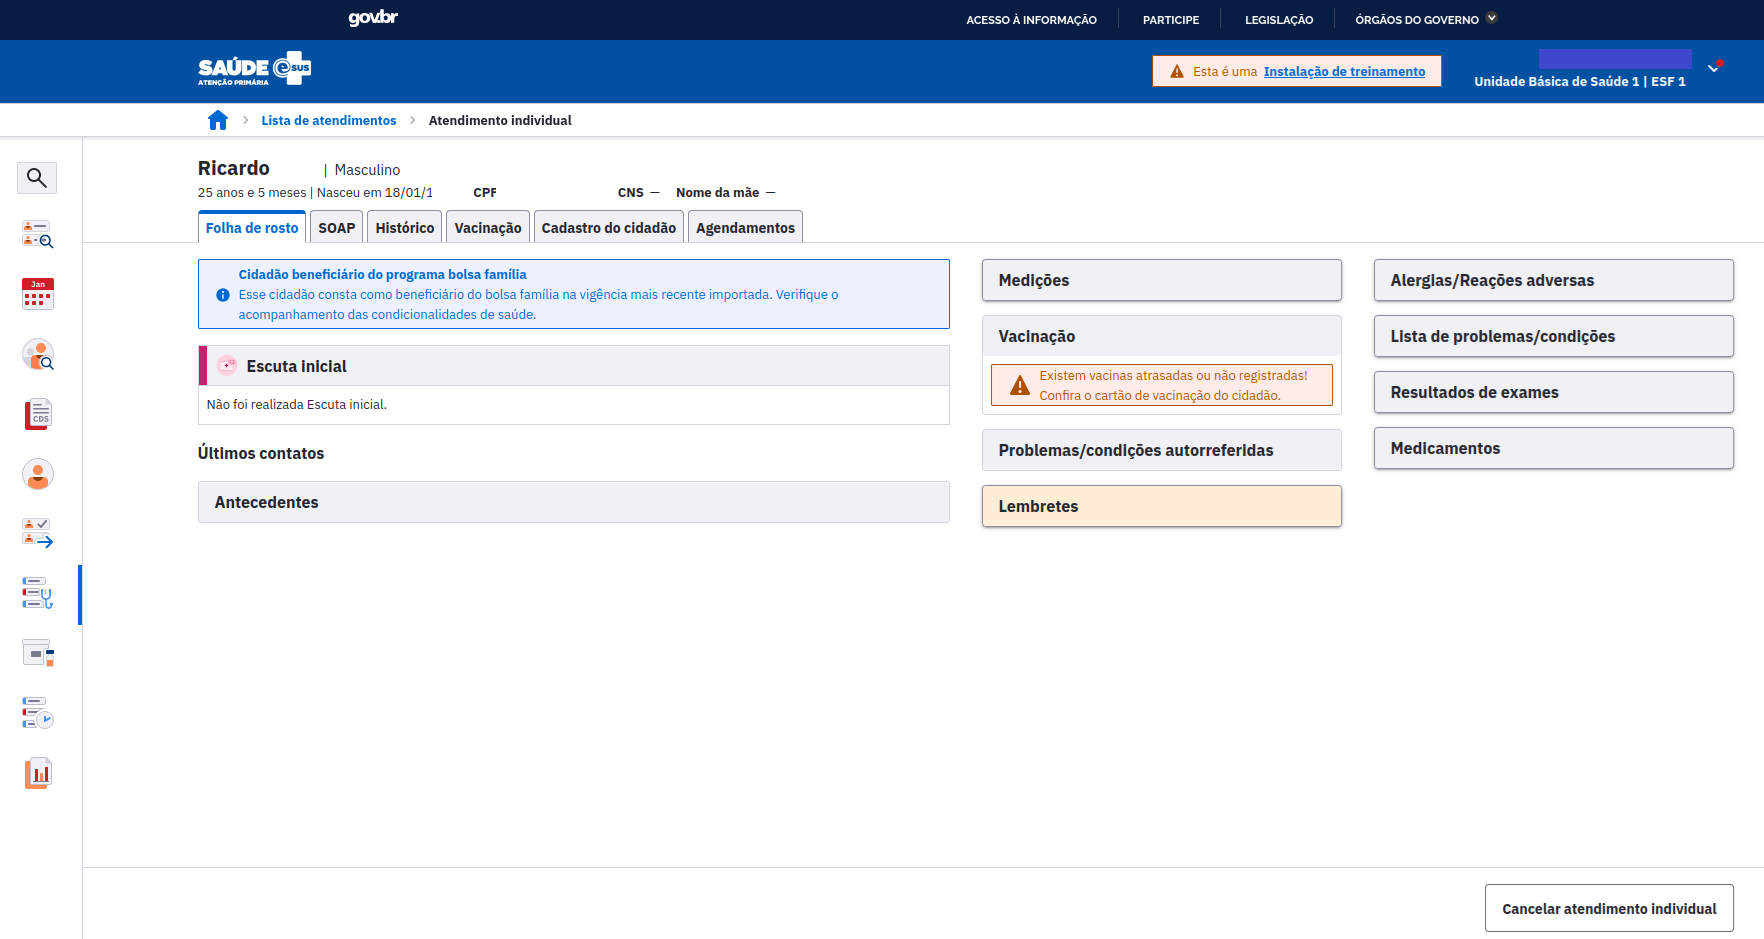 gov.br
ACESSO À INFORMAÇÃO
PARTICIPE
LEGISLAÇÃO
ÓRGÃOS DO GOVERNO
SAÚDE e SUS
ATENÇÃO PRIMÁRIA
Esta é uma Instalação de treinamento
Unidade Básica de Saúde 1 | ESF 1
Lista de atendimentos
Atendimento individual
Ricardo | Masculino
25 anos e 5 meses | Nasceu em 18/01/1 CPF CNS — Nome da mãe —
Folha de rosto
SOAP
Histórico
Vacinação
Cadastro do cidadão
Agendamentos
Jan
CDS
Cidadão beneficiário do programa bolsa família
Esse cidadão consta como beneficiário do bolsa família na vigência mais recente importada. Verifique o
acompanhamento das condicionalidades de saúde.
Escuta inicial
Não foi realizada Escuta inicial.
Últimos contatos
Antecedentes
Medições
Vacinação
Existem vacinas atrasadas ou não registradas!
Confira o cartão de vacinação do cidadão.
Problemas/condições autorreferidas
Lembretes
Alergias/Reações adversas
Lista de problemas/condições
Resultados de exames
Medicamentos
Cancelar atendimento individual